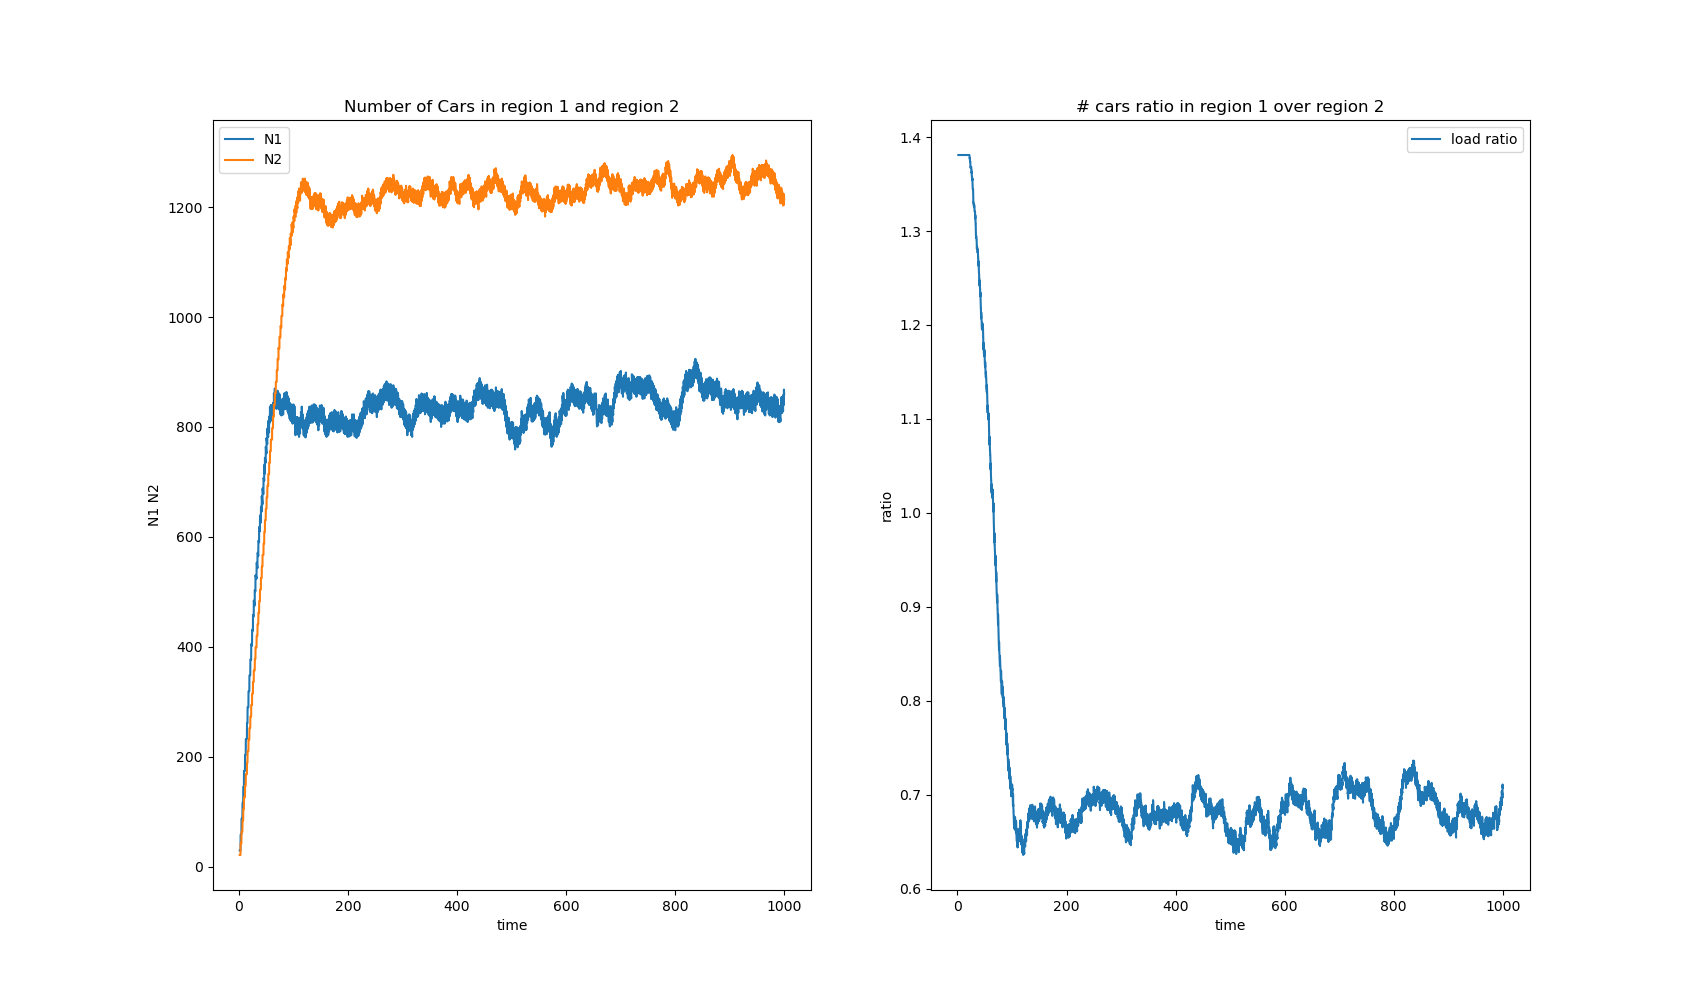 Number of Cars in region 1 and region 2
N1
N2
1200
1000
800
600
400
200
0
N1 N2
0 200 400 600 800 1000
time
# cars ratio in region 1 over region 2
load ratio
1.4
1.3
1.2
1.1
1.0
0.9
0.8
0.7
0.6
ratio
0 200 400 600 800 1000
time